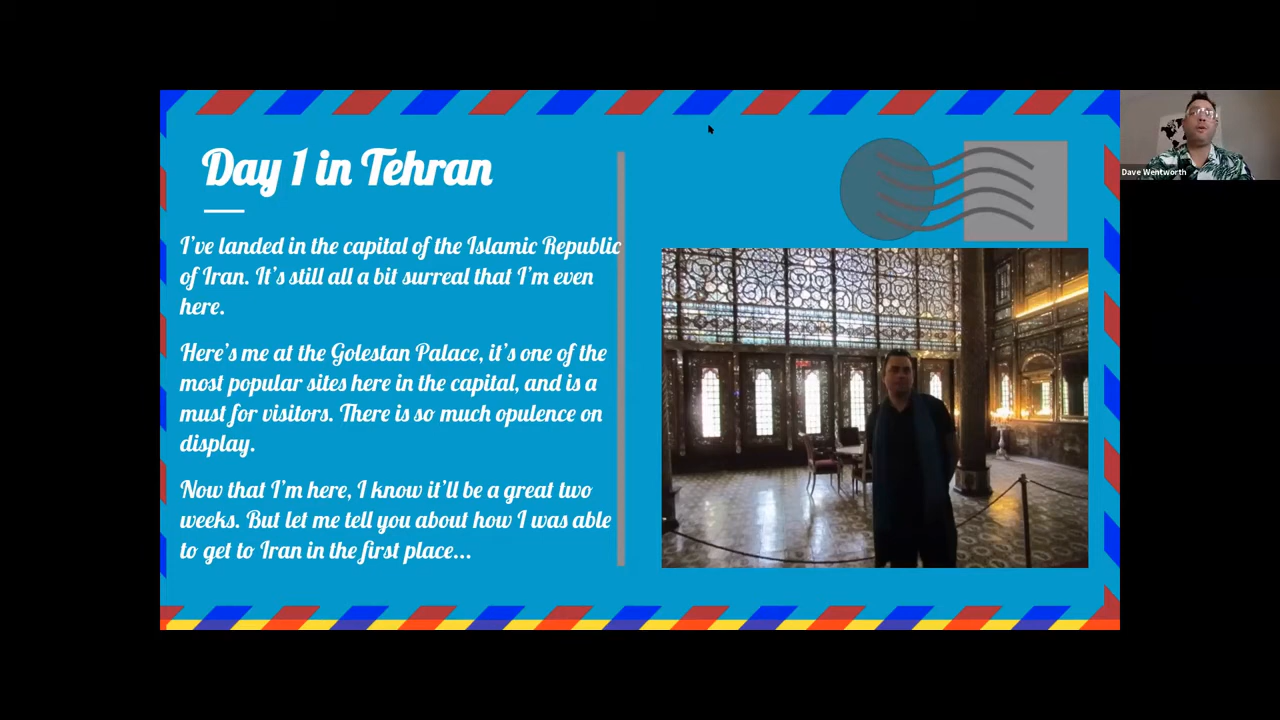 Day 1 in Tehran
I've landed in the capital of the Islamic Republic
of Iran. It's still all a bit surreal that I'm even
here.
Here's me at the Golestan Palace, it's one of the
most popular sites here in the capital, and is a
must for visitors. There is so much opulence on
display.
Now that I'm here, I know it'll be a great two
weeks. But let me tell you about how I was able
to get to Iran in the first place...
Dave Wentworth